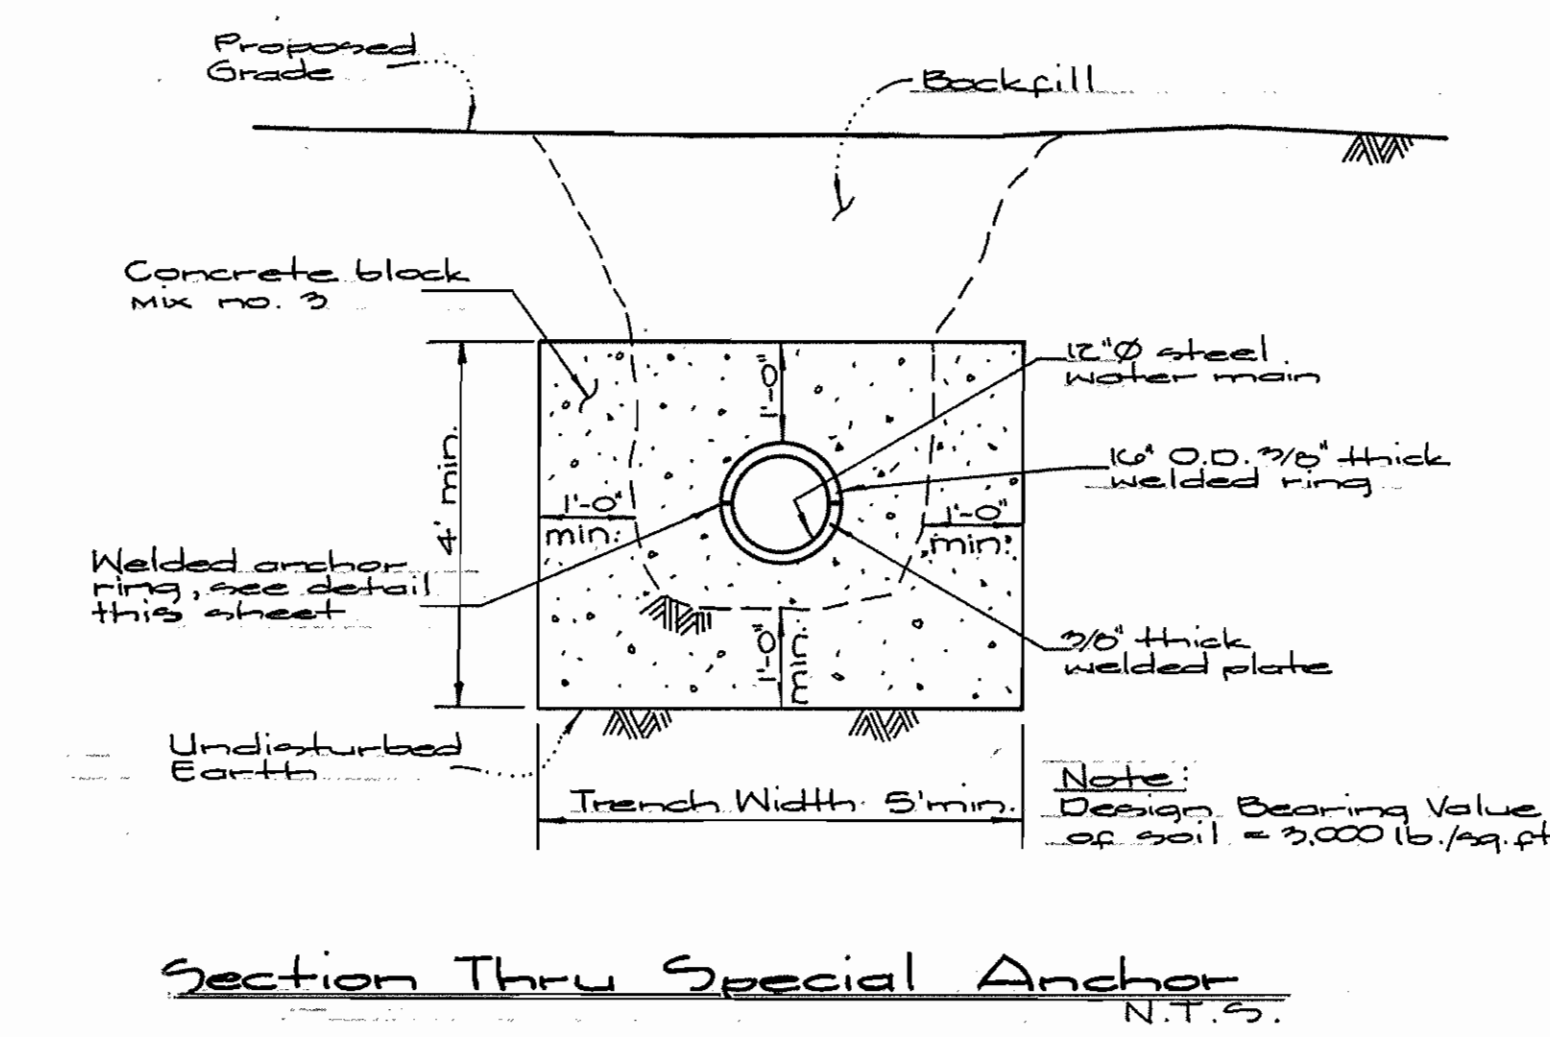 Proposed
Grade
Backfill
Concrete block
Mix no. 3
1'-0"
12"Ø steel
water main
4' min.
16" O.D. 3/8" thick
welded ring
1'-0"
min.
1'-0"
min.
Welded anchor
ring, see detail
this sheet
1'-0"
min.
3/8" thick
welded plate
Undisturbed
Earth
Trench Width 5' min.
Note:
Design Bearing Value
of soil = 3,000 lb./sq.ft
Section Thru Special Anchor
N.T.S.